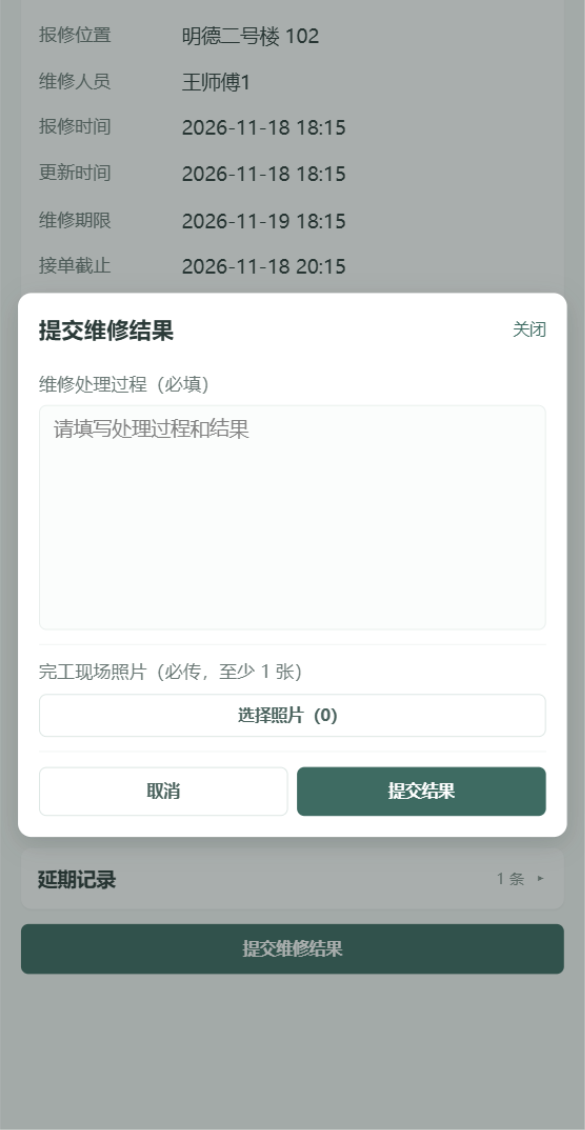 报修位置 明德二号楼 102
维修人员 王师傅1
报修时间 2026-11-18 18:15
更新时间 2026-11-18 18:15
维修期限 2026-11-19 18:15
接单截止 2026-11-18 20:15
提交维修结果 关闭
维修处理过程（必填）
请填写处理过程和结果
完工现场照片（必传，至少 1 张）
选择照片（0）
取消 提交结果
延期记录 1 条 ▸
提交维修结果